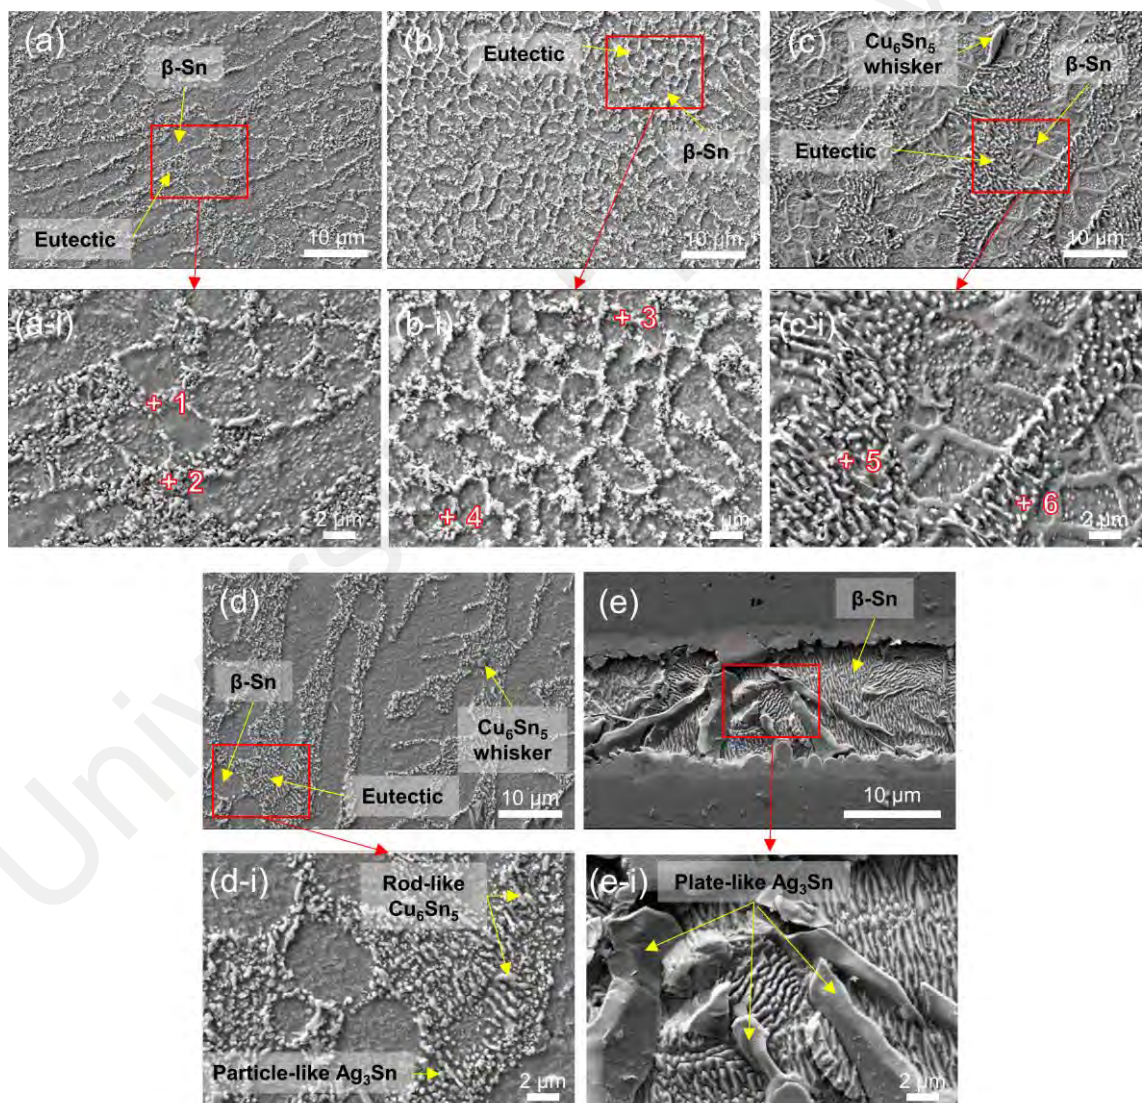 (a)
β-Sn
Eutectic
10 μm
(b)
Eutectic
β-Sn
10 μm
(c)
Cu₆Sn₅
whisker
β-Sn
Eutectic
10 μm
(a-i)
+ 1
+ 2
2 μm
(b-i)
+ 3
+ 4
2 μm
(c-i)
+ 5
+ 6
2 μm
(d)
β-Sn
Cu₆Sn₅
whisker
Eutectic
10 μm
(e)
β-Sn
10 μm
(d-i)
Rod-like
Cu₆Sn₅
Particle-like Ag₃Sn
2 μm
(e-i)
Plate-like Ag₃Sn
2 μm